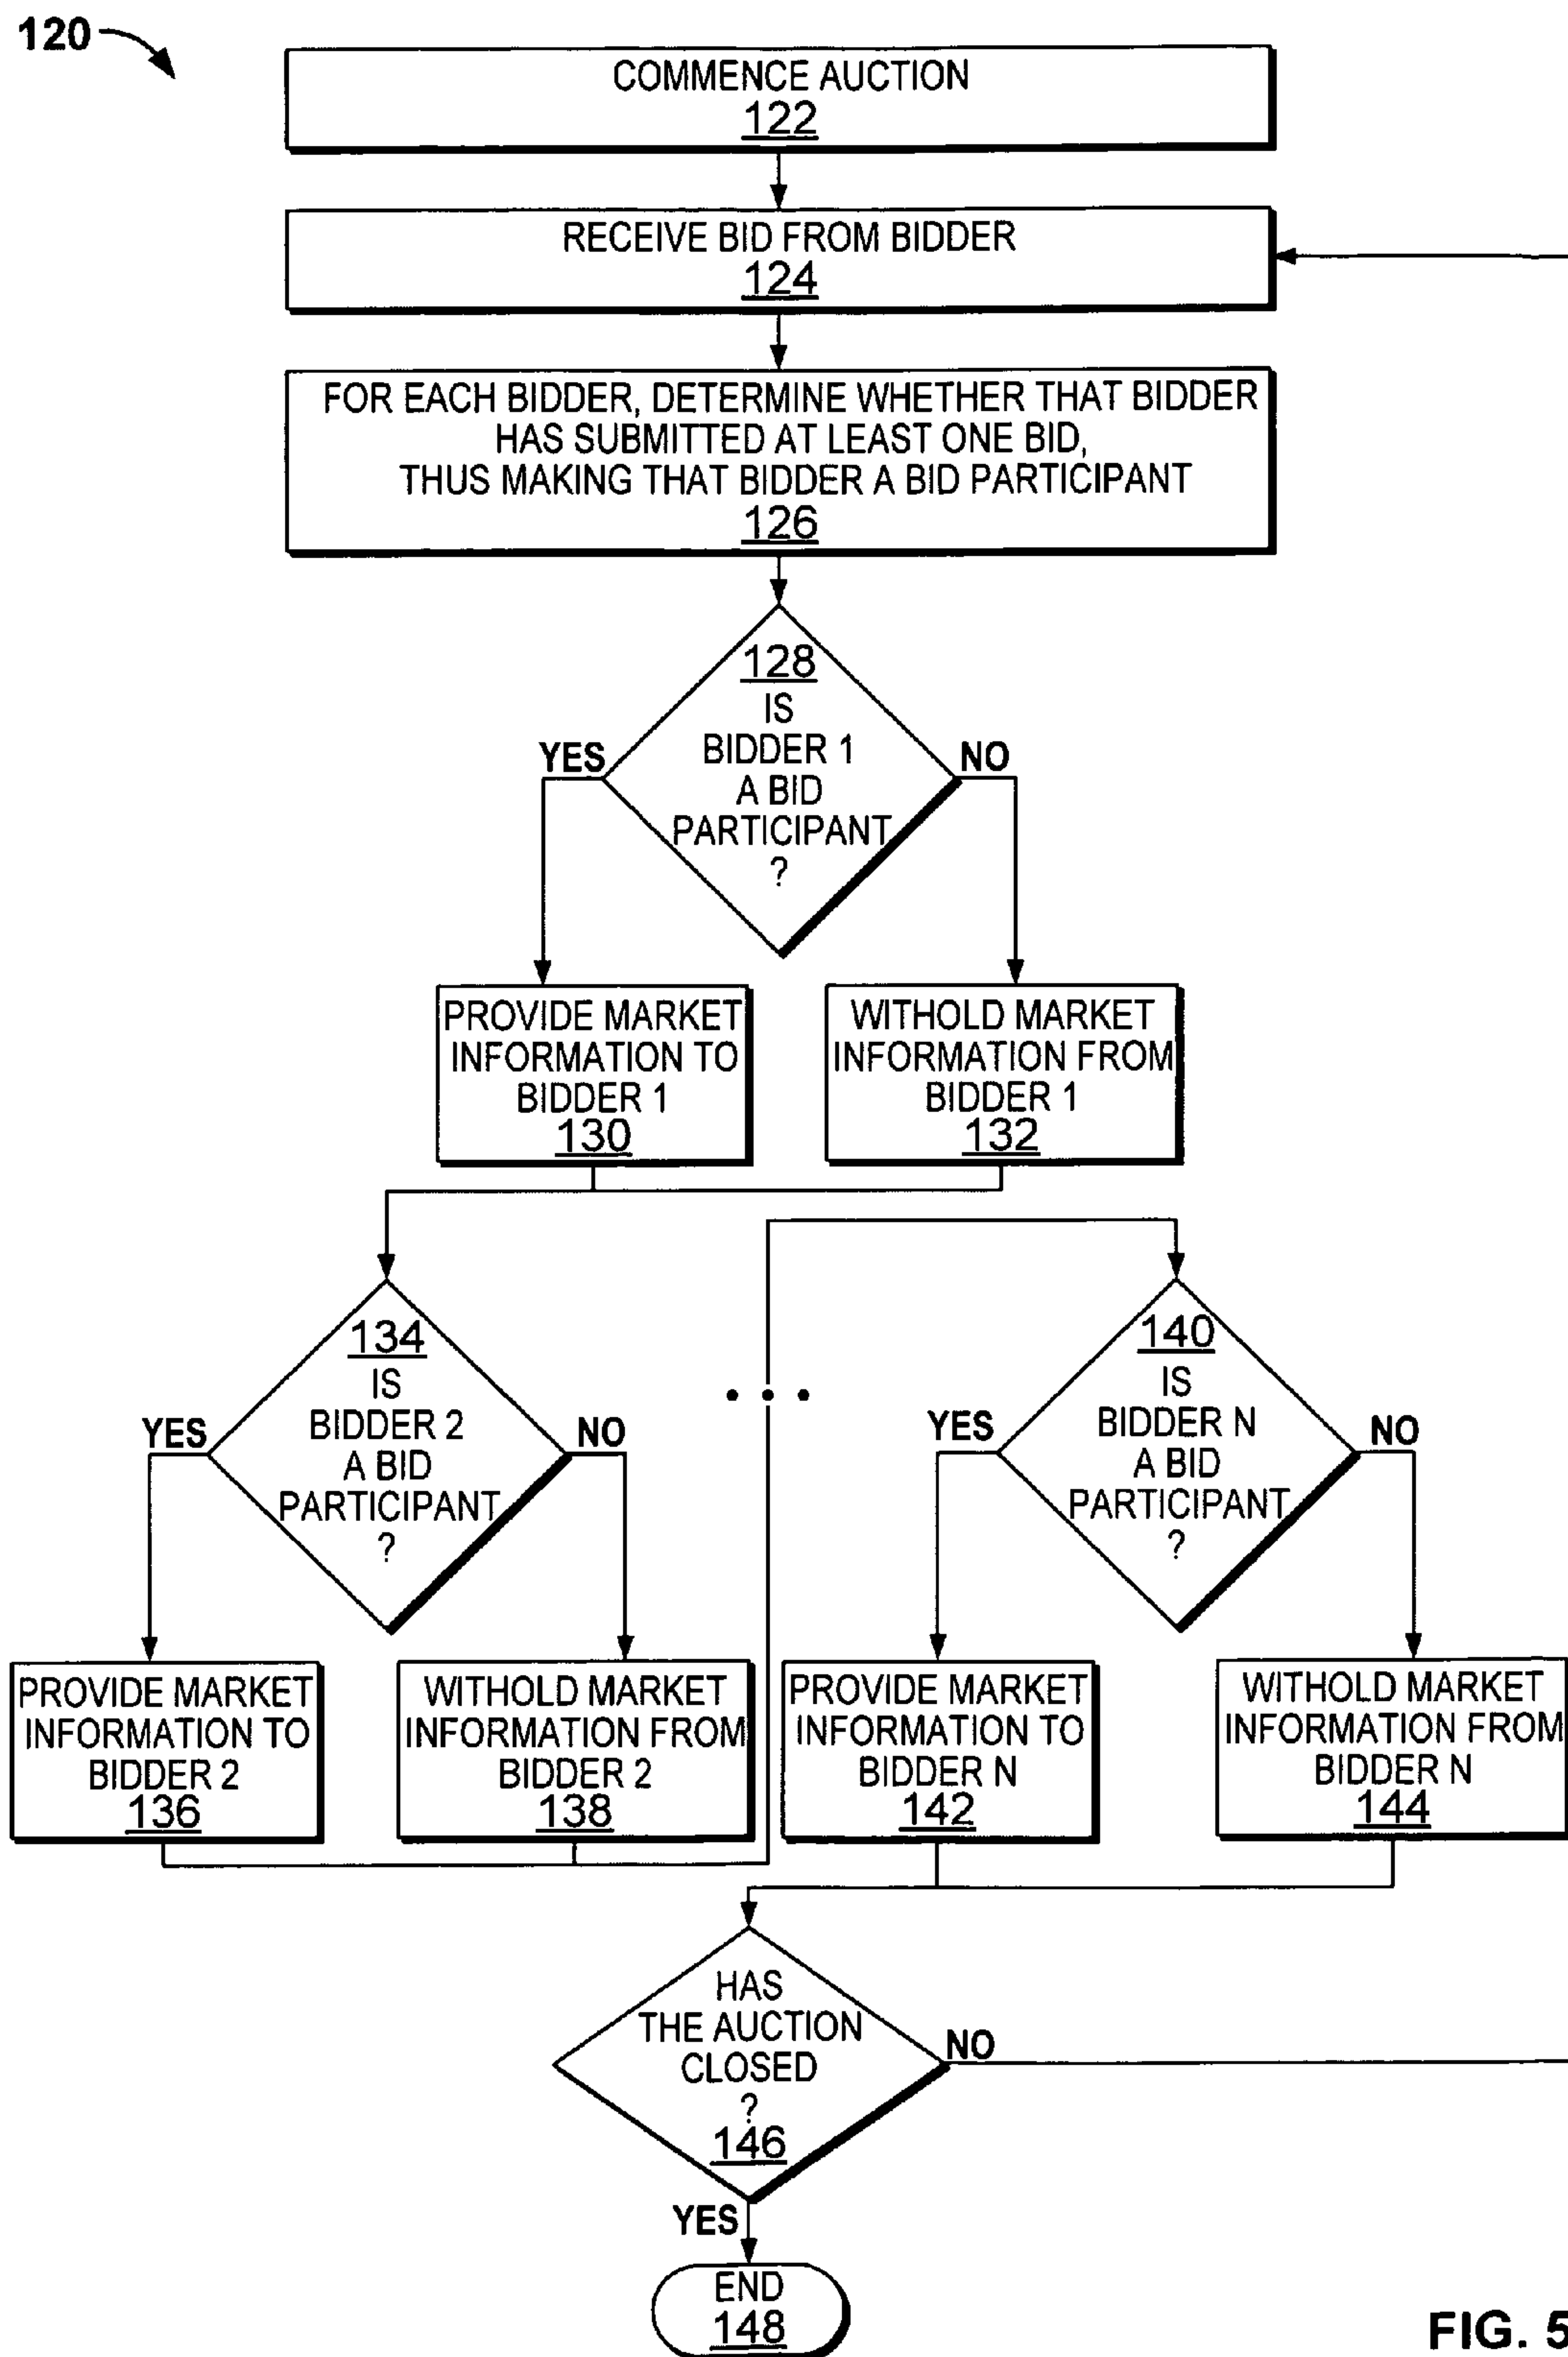 120
COMMENCE AUCTION
122
RECEIVE BID FROM BIDDER
124
FOR EACH BIDDER, DETERMINE WHETHER THAT BIDDER
HAS SUBMITTED AT LEAST ONE BID,
THUS MAKING THAT BIDDER A BID PARTICIPANT
126
128
IS
BIDDER 1
A BID
PARTICIPANT
?
YES
NO
PROVIDE MARKET
INFORMATION TO
BIDDER 1
130
WITHOLD MARKET
INFORMATION FROM
BIDDER 1
132
134
IS
BIDDER 2
A BID
PARTICIPANT
?
YES
NO
PROVIDE MARKET
INFORMATION TO
BIDDER 2
136
WITHOLD MARKET
INFORMATION FROM
BIDDER 2
138
• • •
140
IS
BIDDER N
A BID
PARTICIPANT
?
YES
NO
PROVIDE MARKET
INFORMATION TO
BIDDER N
142
WITHOLD MARKET
INFORMATION FROM
BIDDER N
144
HAS
THE AUCTION
CLOSED
?
146
NO
YES
END
148
FIG. 5